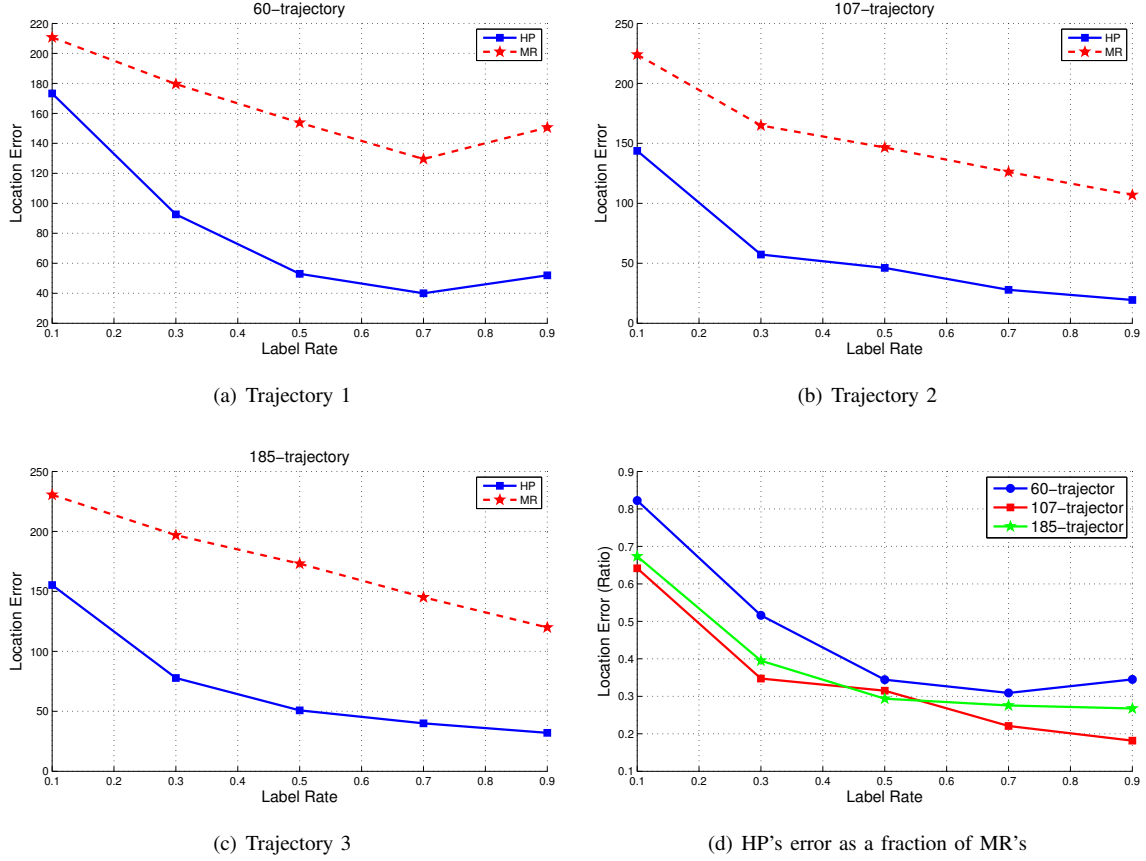 60−trajectory
220
200
180
160
140
120
100
80
60
40
20
0.1 0.2 0.3 0.4 0.5 0.6 0.7 0.8 0.9
Location Error
Label Rate
HP
MR
(a) Trajectory 1
107−trajectory
250
200
150
100
50
0
0.1 0.2 0.3 0.4 0.5 0.6 0.7 0.8 0.9
Location Error
Label Rate
HP
MR
(b) Trajectory 2
185−trajectory
250
200
150
100
50
0
0.1 0.2 0.3 0.4 0.5 0.6 0.7 0.8 0.9
Location Error
Label Rate
HP
MR
(c) Trajectory 3
0.9
0.8
0.7
0.6
0.5
0.4
0.3
0.2
0.1
0.1 0.2 0.3 0.4 0.5 0.6 0.7 0.8 0.9
Location Error (Ratio)
Label Rate
60−trajector
107−trajector
185−trajector
(d) HP's error as a fraction of MR's